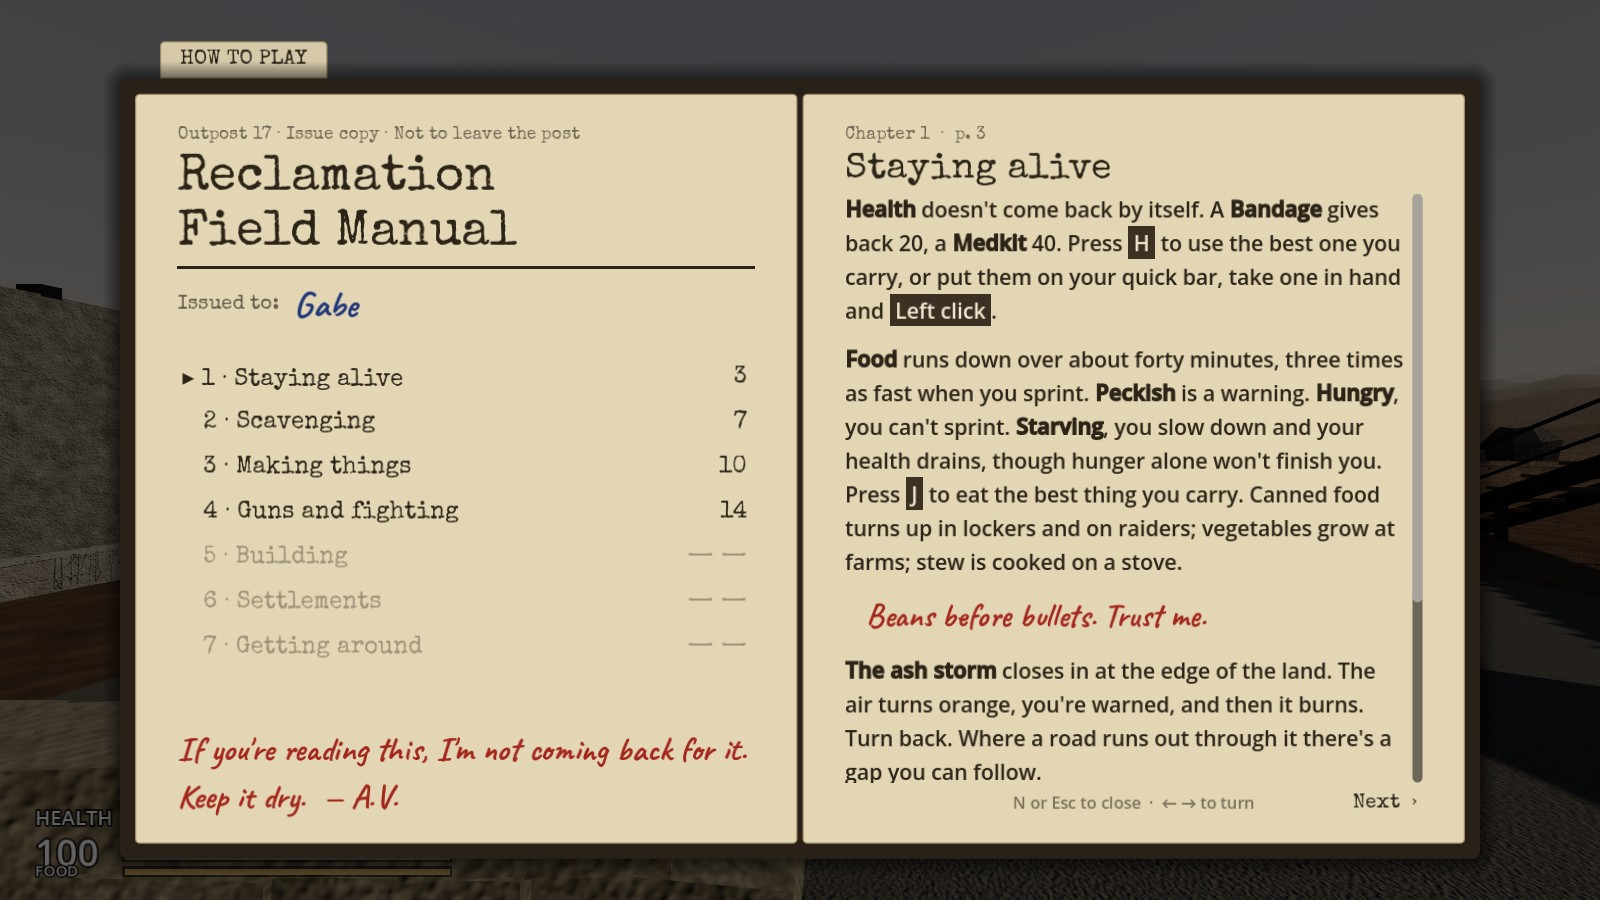 HOW TO PLAY
Outpost 17 · Issue copy · Not to leave the post
Reclamation
Field Manual
Issued to: Gabe
▸ 1 · Staying alive 3
2 · Scavenging 7
3 · Making things 10
4 · Guns and fighting 14
5 · Building — —
6 · Settlements — —
7 · Getting around — —
If you're reading this, I'm not coming back for it.
Keep it dry. – A.V.
Chapter 1 · p. 3
Staying alive
Health doesn't come back by itself. A Bandage gives
back 20, a Medkit 40. Press H to use the best one you
carry, or put them on your quick bar, take one in hand
and Left click.
Food runs down over about forty minutes, three times
as fast when you sprint. Peckish is a warning. Hungry,
you can't sprint. Starving, you slow down and your
health drains, though hunger alone won't finish you.
Press J to eat the best thing you carry. Canned food
turns up in lockers and on raiders; vegetables grow at
farms; stew is cooked on a stove.
Beans before bullets. Trust me.
The ash storm closes in at the edge of the land. The
air turns orange, you're warned, and then it burns.
Turn back. Where a road runs out through it there's a
gap you can follow.
N or Esc to close · ← → to turn
Next ›
HEALTH
100
FOOD